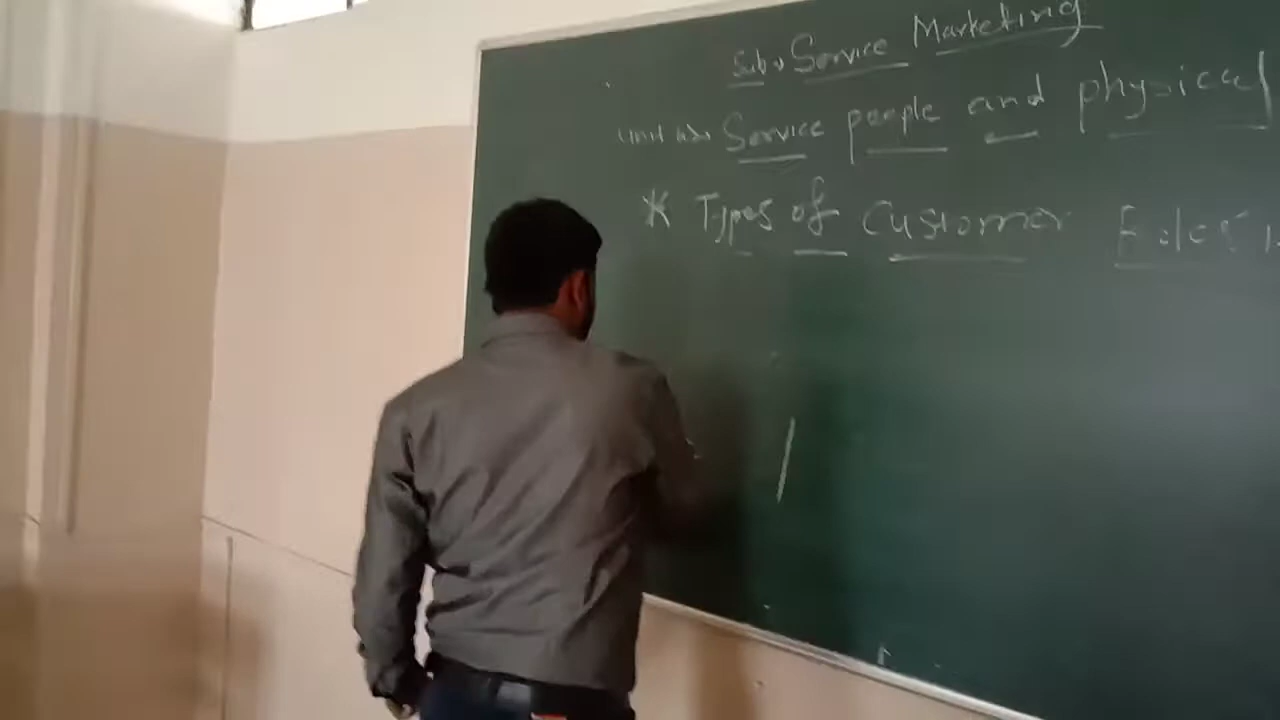 Sub → Service Marketing
Service people and physical
* Types of Customer